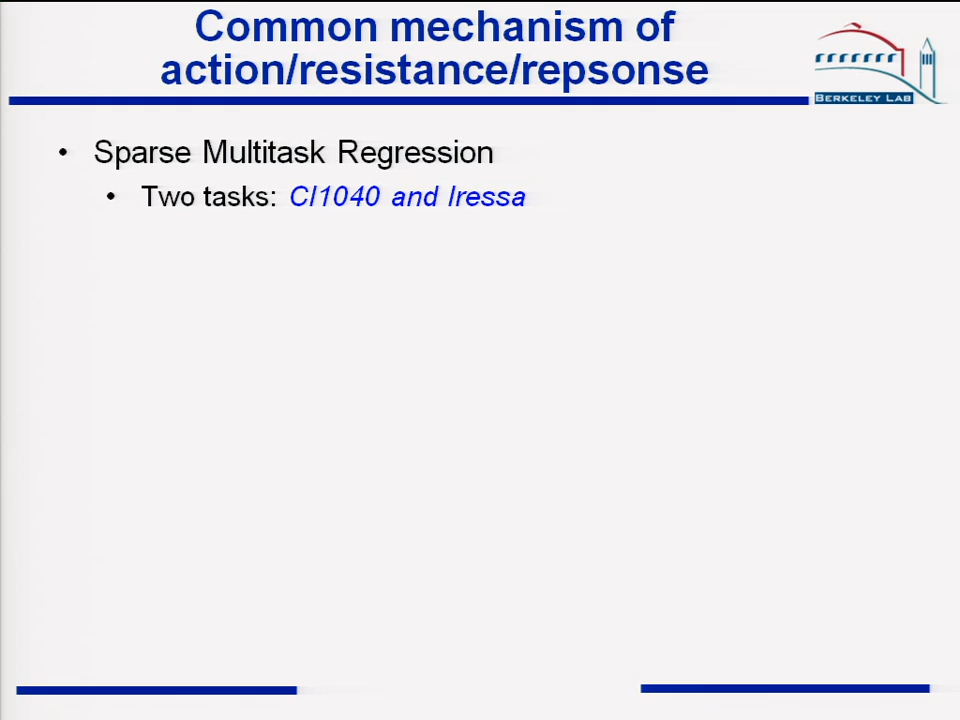 Common mechanism of
action/resistance/repsonse
BERKELEY LAB
• Sparse Multitask Regression
• Two tasks: CI1040 and Iressa